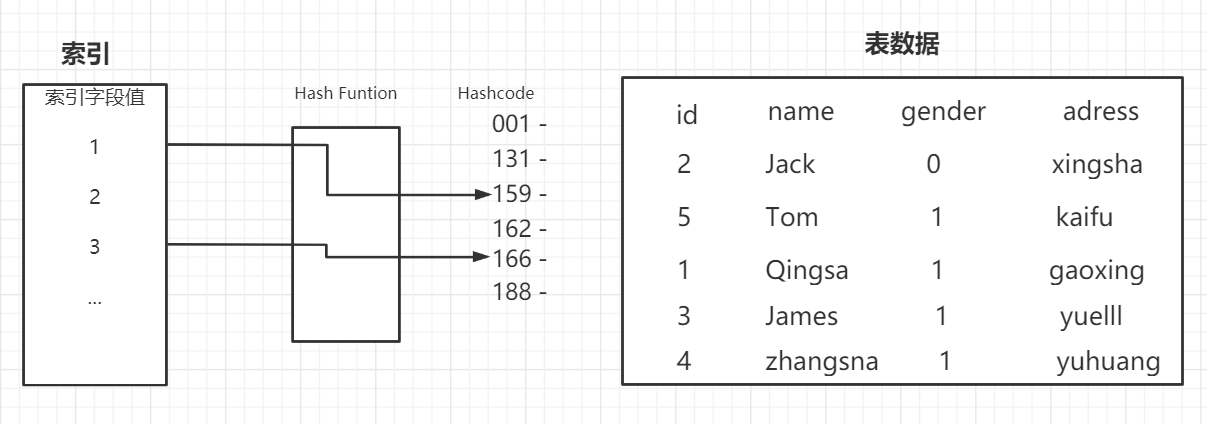 索引
索引字段值
1
2
3
...
Hash Funtion
Hashcode
001 -
131 -
159 -
162 -
166 -
188 -
表数据
id name gender adress
2 Jack 0 xingsha
5 Tom 1 kaifu
1 Qingsa 1 gaoxing
3 James 1 yuelll
4 zhangsna 1 yuhuang